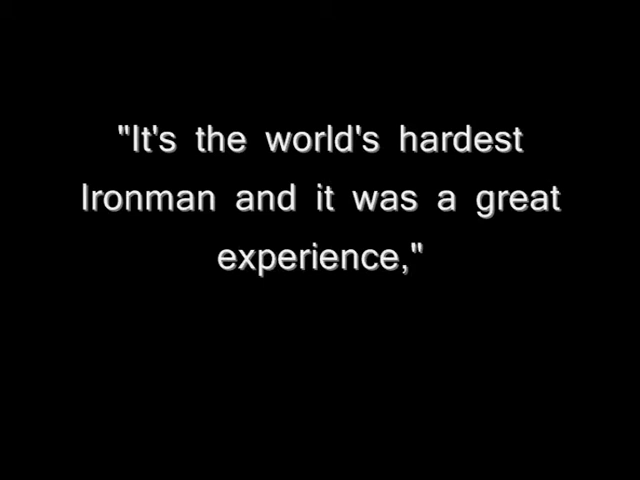 "It's the world's hardest
Ironman and it was a great
experience,"